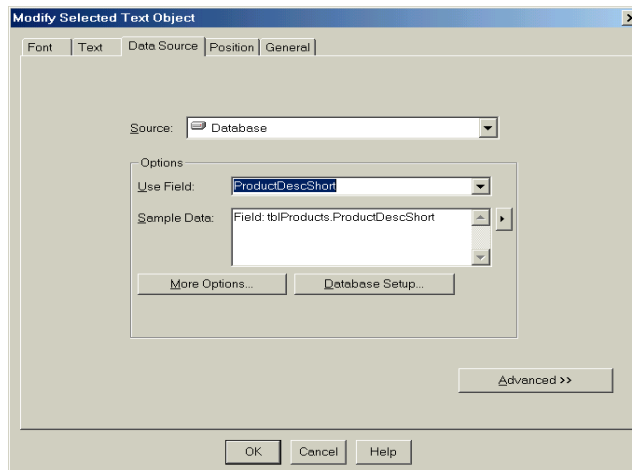 Modify Selected Text Object
Font Text Data Source Position General
Source: Database
Options
Use Field: ProductDescShort
Sample Data: Field: tblProducts.ProductDescShort
More Options... Database Setup...
Advanced >>
OK Cancel Help